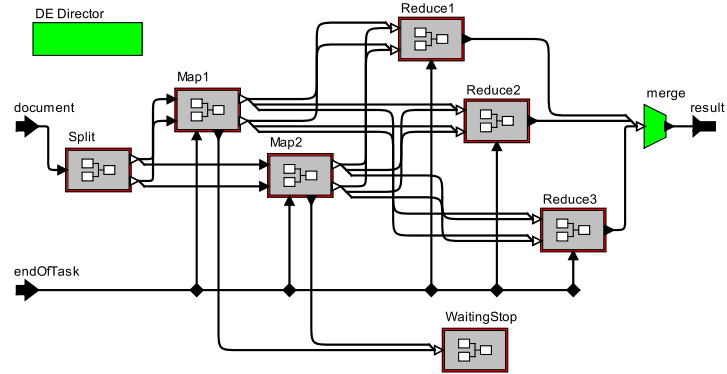 DE Director
Reduce1
Map1
Reduce2
merge
document
result
Split
Map2
Reduce3
endOfTask
WaitingStop